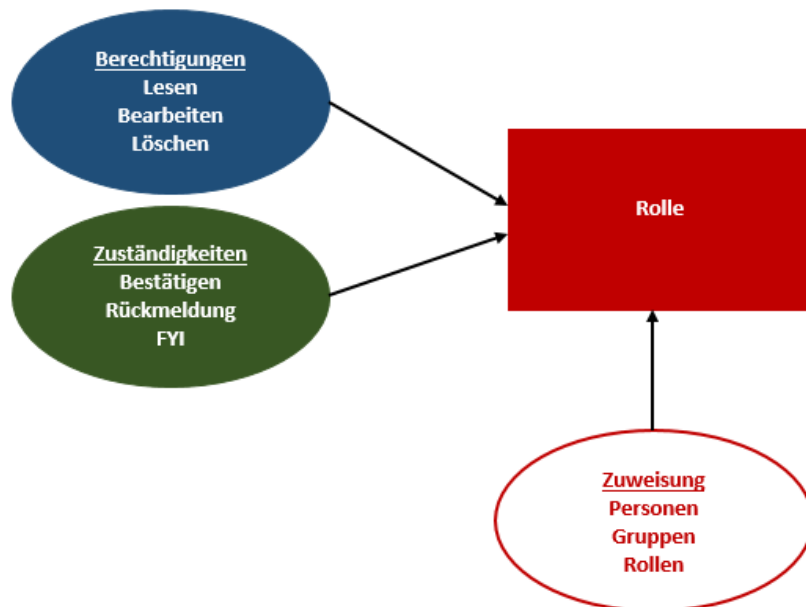 Berechtigungen
Lesen
Bearbeiten
Löschen
Rolle
Zuständigkeiten
Bestätigen
Rückmeldung
FYI
Zuweisung
Personen
Gruppen
Rollen